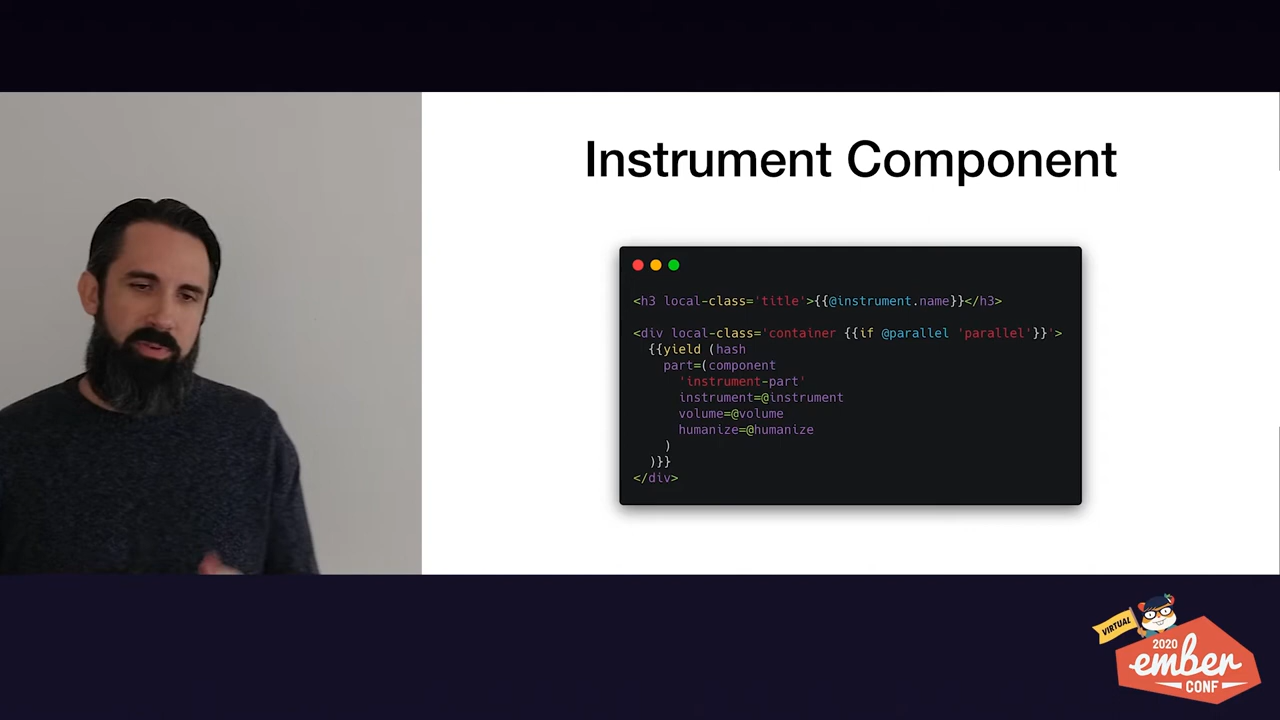 Instrument Component
<h3 local-class='title'>{{@instrument.name}}</h3>
<div local-class='container {{if @parallel 'parallel'}}'>
{{yield (hash
part=(component
'instrument-part'
instrument=@instrument
volume=@volume
humanize=@humanize
)
)}}
</div>
VIRTUAL
2020
ember
CONF